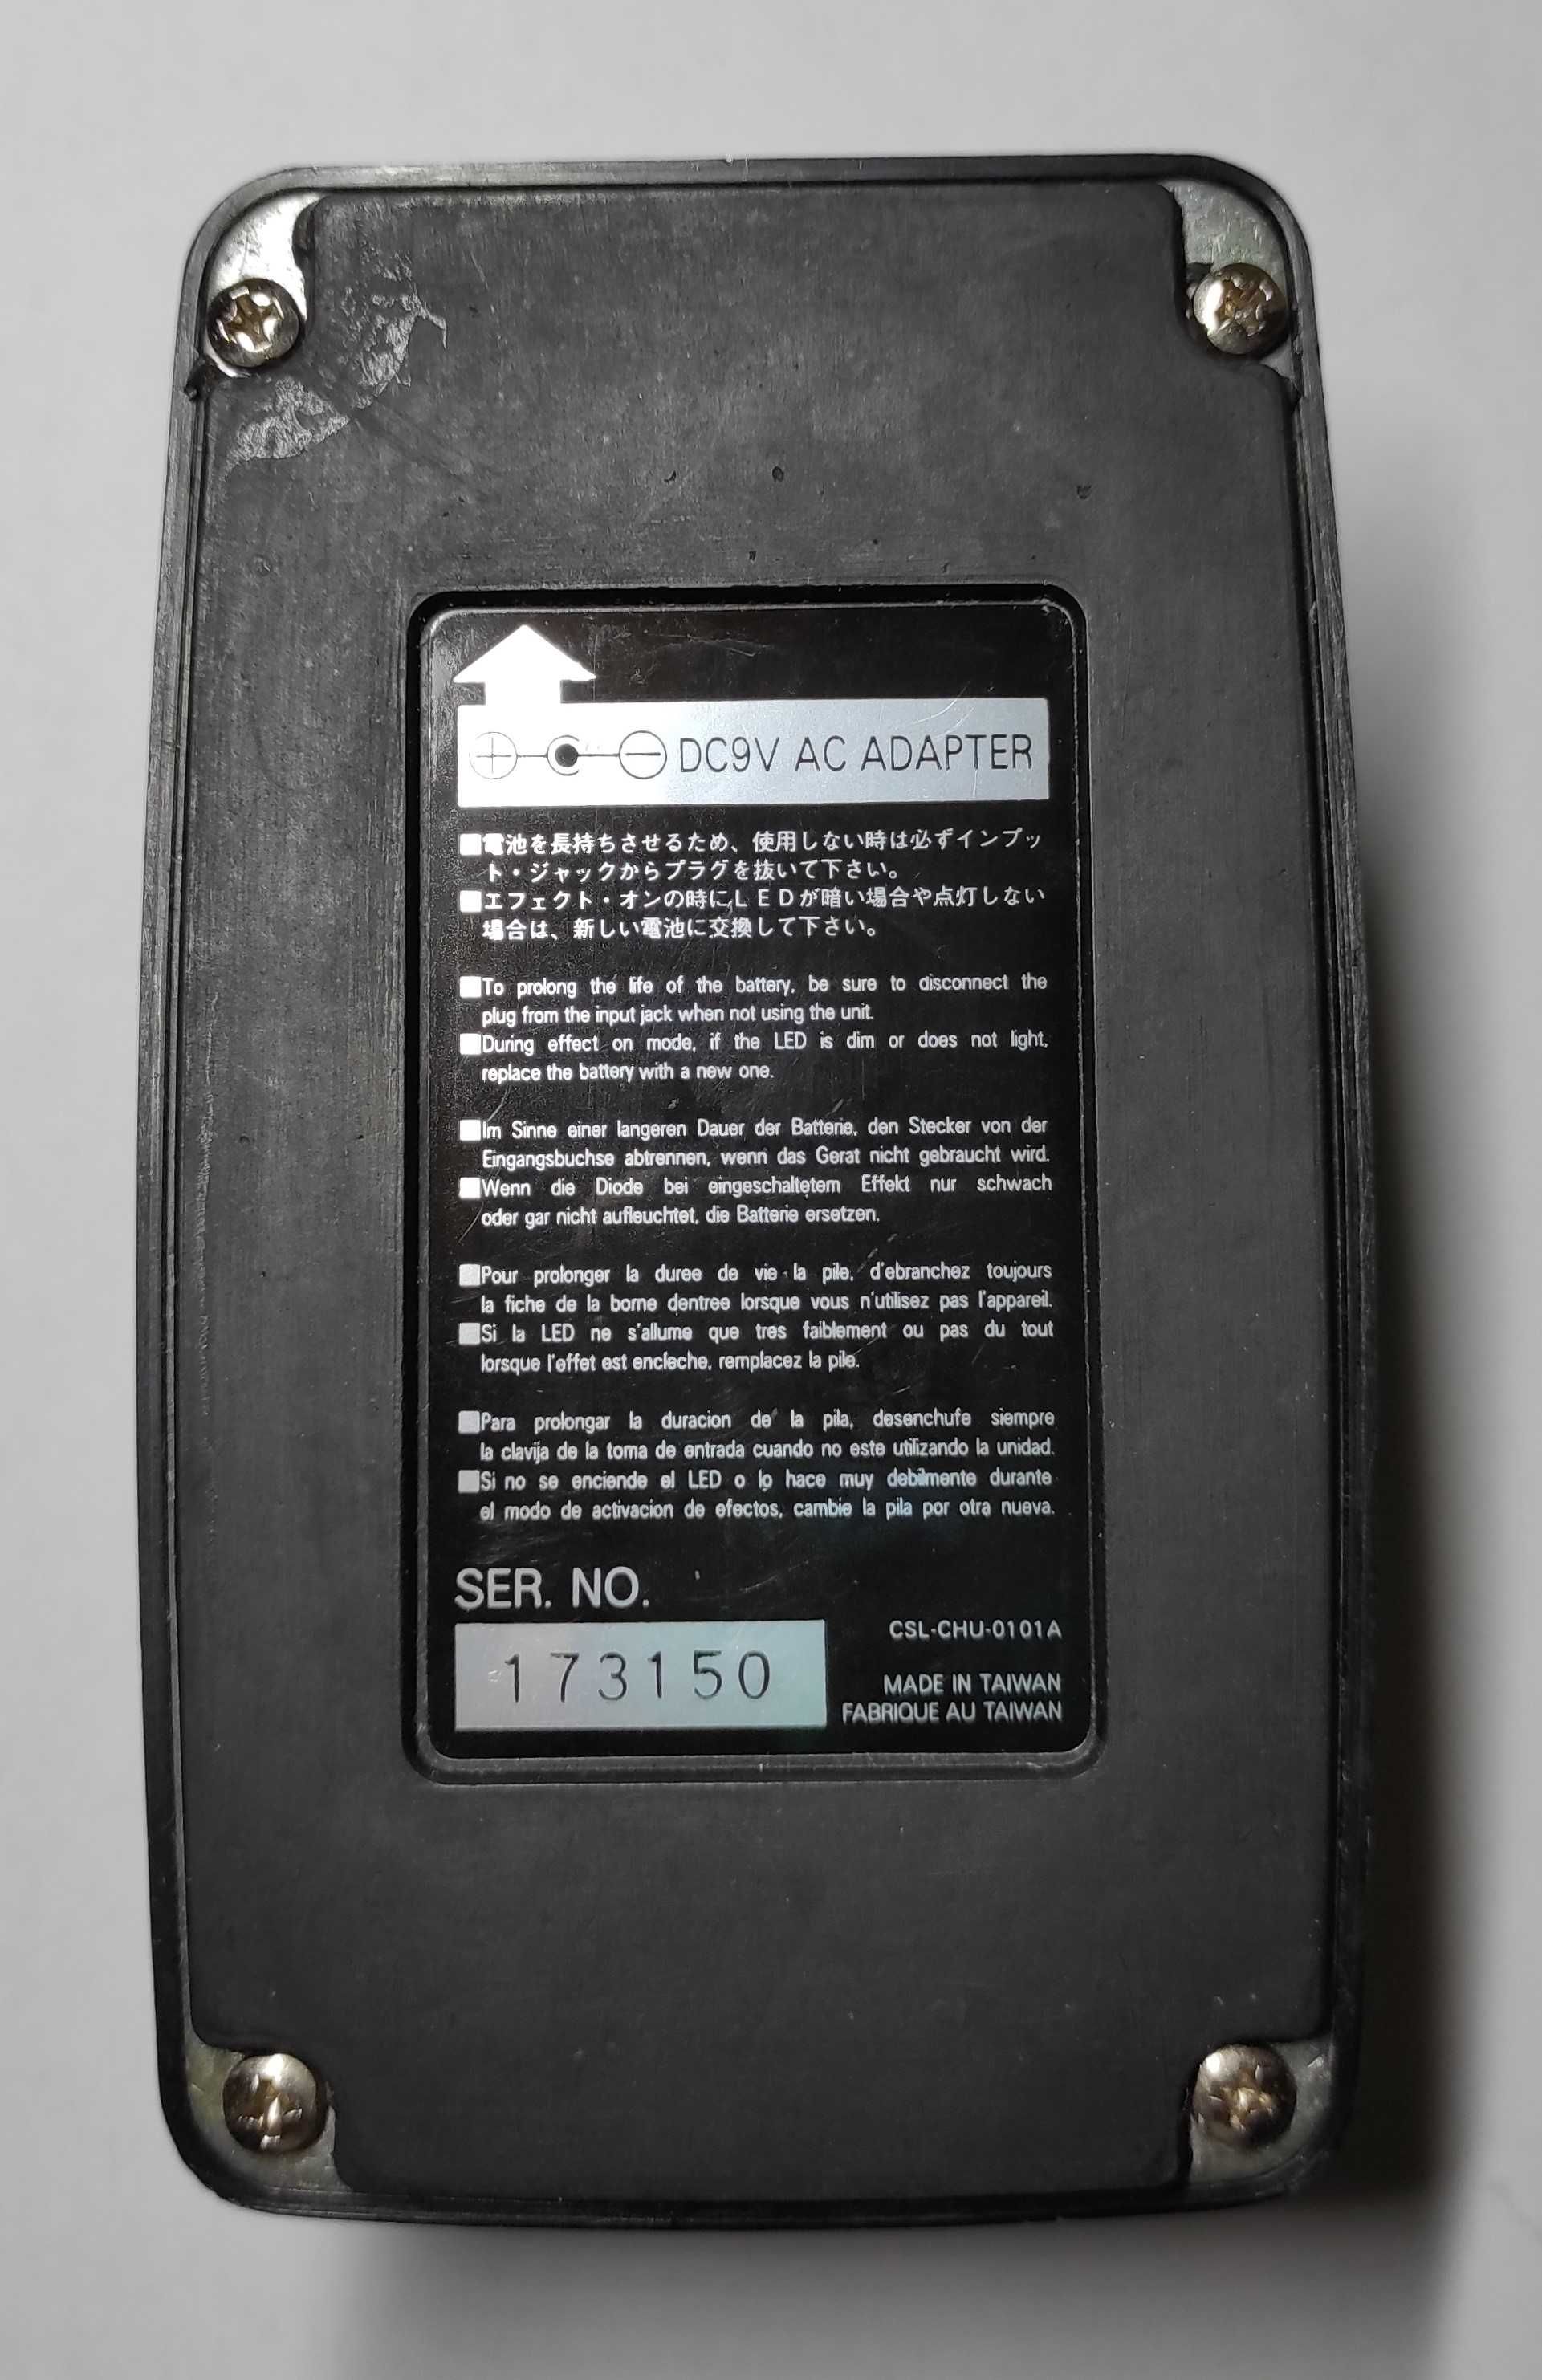 DC9V AC ADAPTER
■電池を長持ちさせるため、使用しない時は必ずインプッ
ト・ジャックからプラグを抜いて下さい。
■エフェクト・オンの時にLEDが暗い場合や点灯しない
場合は、新しい電池に交換して下さい。
■To prolong the life of the battery, be sure to disconnect the
plug from the input jack when not using the unit.
■During effect on mode, if the LED is dim or does not light,
replace the battery with a new one.
■Im Sinne einer langeren Dauer der Batterie, den Stecker von der
Eingangsbuchse abtrennen, wenn das Gerat nicht gebraucht wird.
■Wenn die Diode bei eingeschaltetem Effekt nur schwach
oder gar nicht aufleuchtet, die Batterie ersetzen.
■Pour prolonger la duree de vie la pile, d'ebranchez toujours
la fiche de la borne dentree lorsque vous n'utilisez pas l'appareil.
■Si la LED ne s'allume que tres faiblement ou pas du tout
lorsque l'effet est encleche, remplacez la pile.
■Para prolongar la duracion de la pila, desenchufe siempre
la clavija de la toma de entrada cuando no este utilizando la unidad.
■Si no se enciende el LED o lo hace muy debilmente durante
el modo de activacion de efectos, cambie la pila por otra nueva.
SER. NO.
173150
CSL-CHU-0101A
MADE IN TAIWAN
FABRIQUE AU TAIWAN